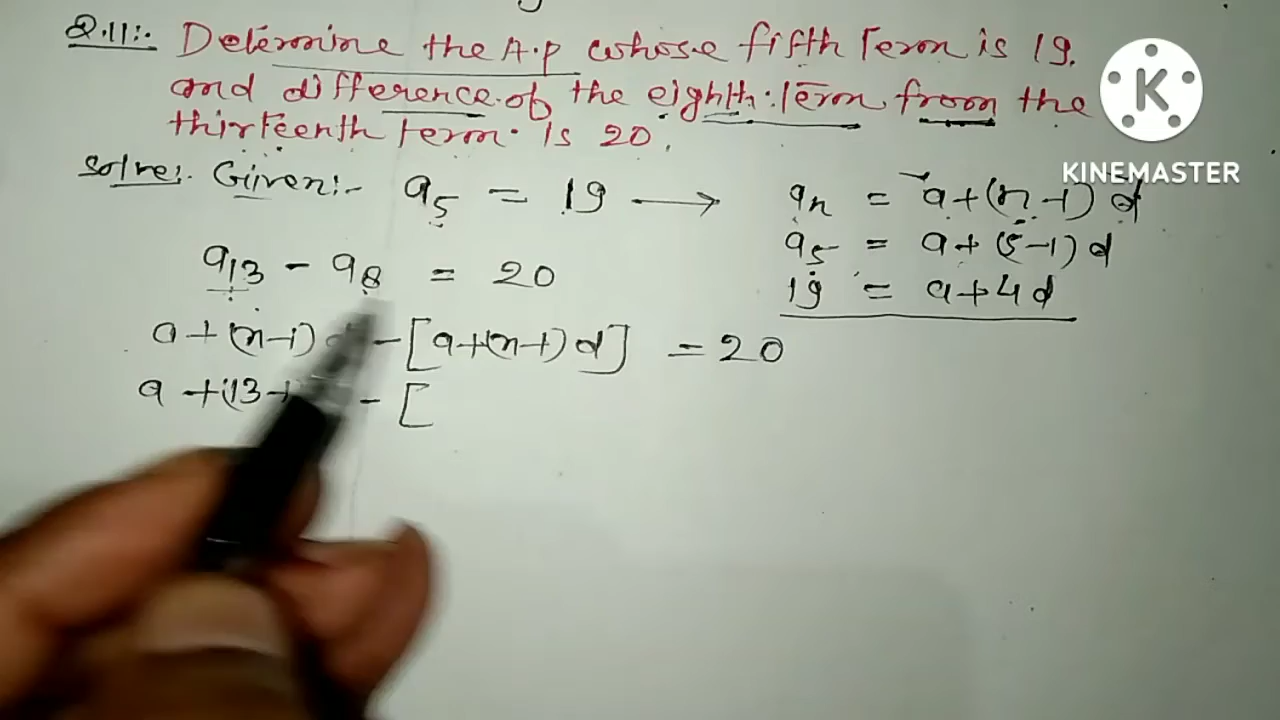 Q.11:. Determine the A.P whose fifth Term is 19.
and difference of the eighth Term from the
thirteenth term is 20.
Solve:. Given:- a5 = 19 → an = a+(n-1)d
a13 - a8 = 20
a5 = a+(5-1)d
19 = a+4d
a+(n-1)d - [a+(n-1)d] = 20
a+(13-1 - [
K
KINEMASTER